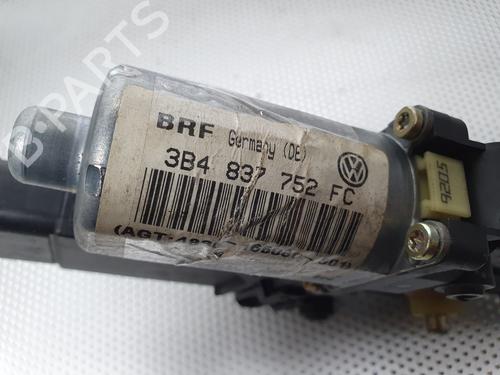 BRF Germany (DE)
3B4 837 752 FC
9205
B-PARTS